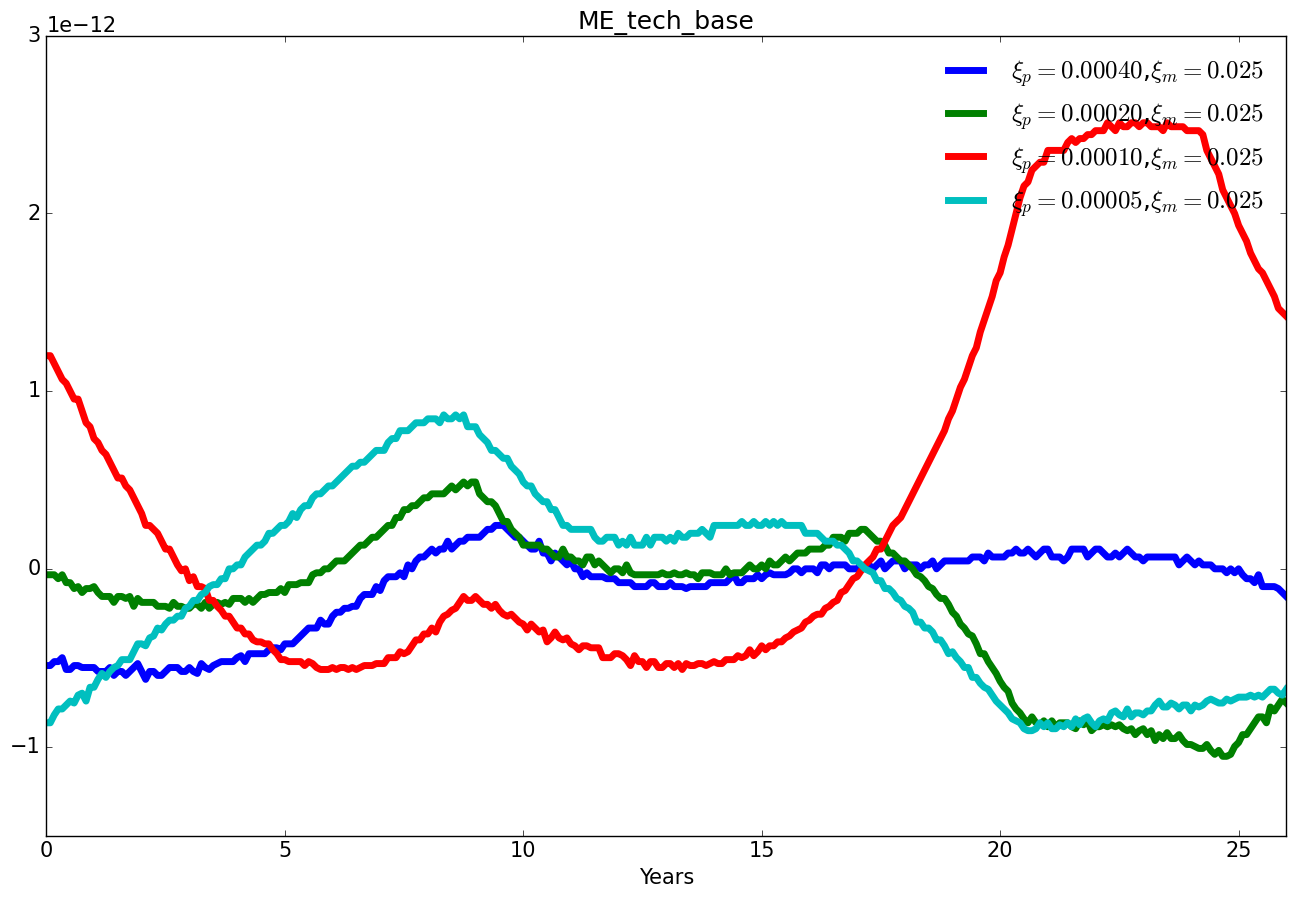 ME_tech_base
1e−12
3
2
1
0
−1
0 5 10 15 20 25
Years
ξp = 0.00040,ξm = 0.025
ξp = 0.00020,ξm = 0.025
ξp = 0.00010,ξm = 0.025
ξp = 0.00005,ξm = 0.025